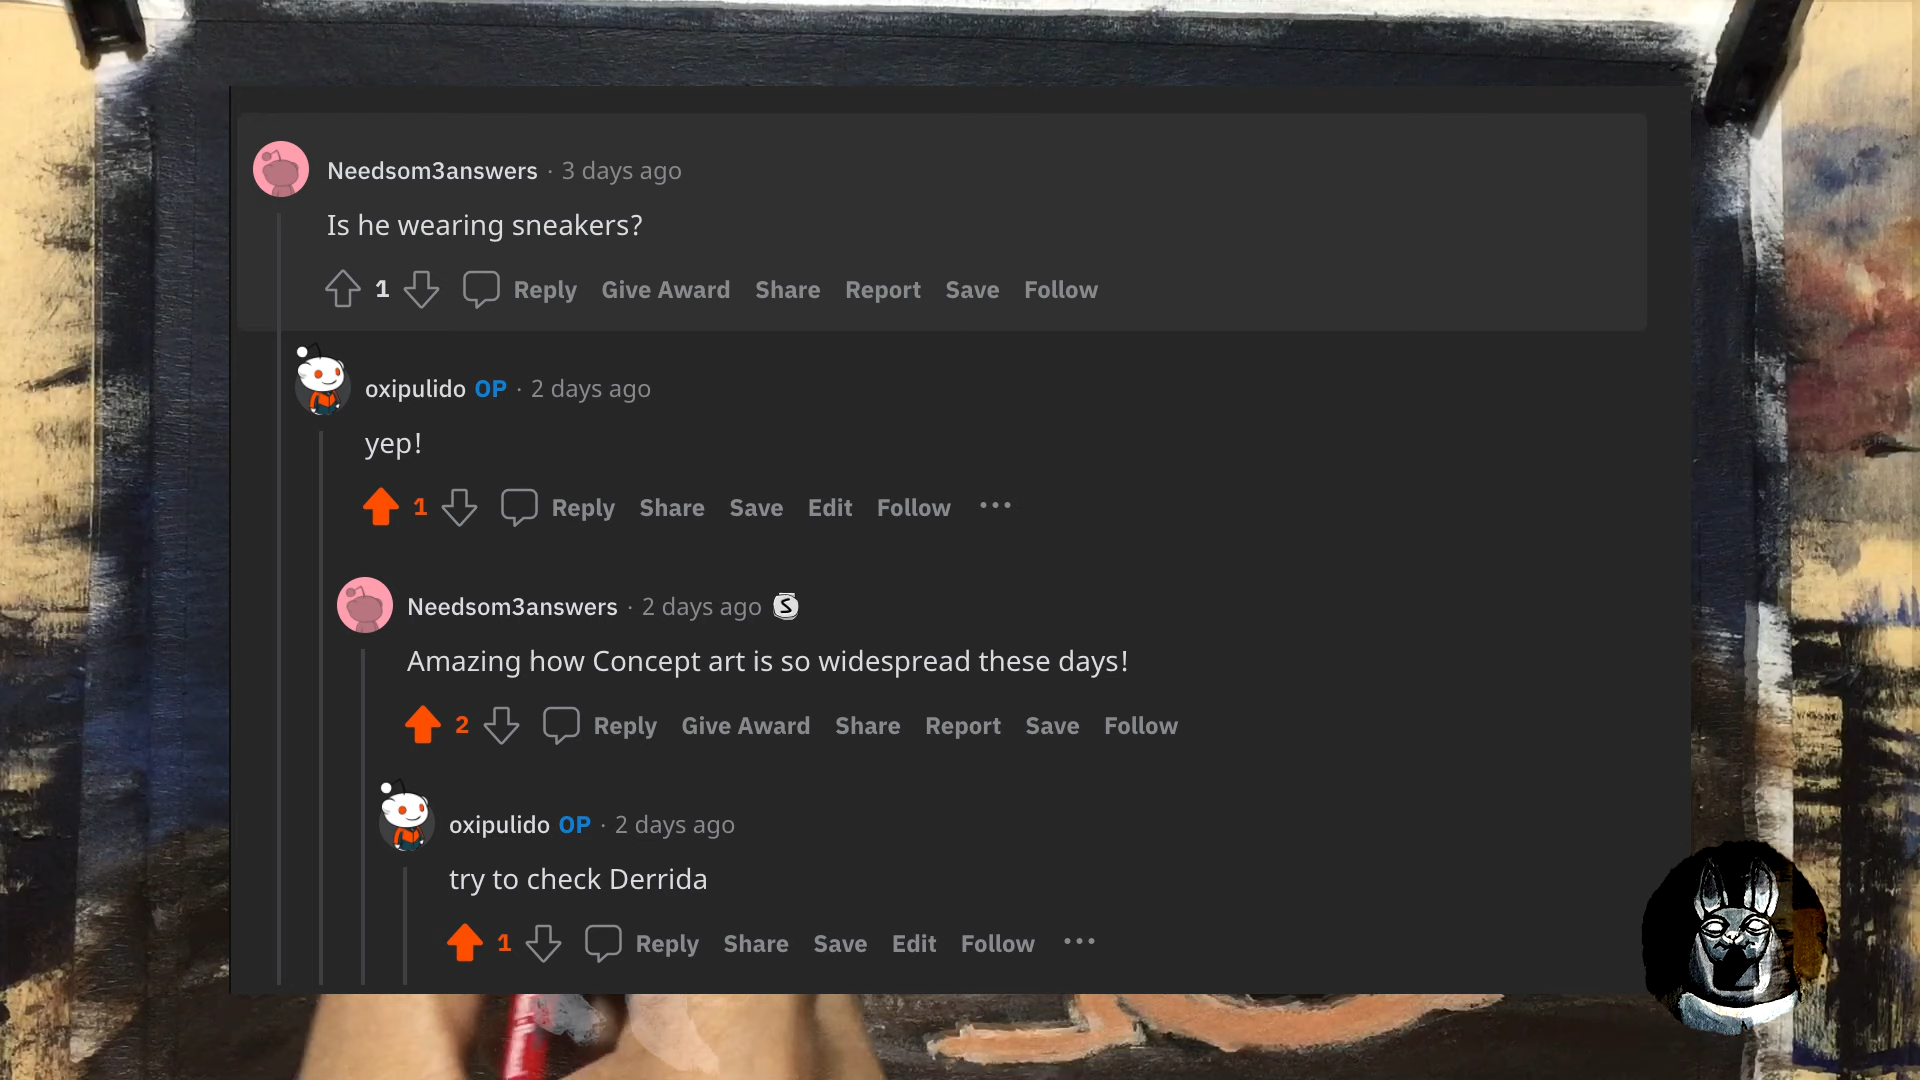 Needsom3answers · 3 days ago
Is he wearing sneakers?
1 Reply Give Award Share Report Save Follow
oxipulido OP · 2 days ago
yep!
1 Reply Share Save Edit Follow ···
Needsom3answers · 2 days ago S
Amazing how Concept art is so widespread these days!
2 Reply Give Award Share Report Save Follow
oxipulido OP · 2 days ago
try to check Derrida
1 Reply Share Save Edit Follow ···